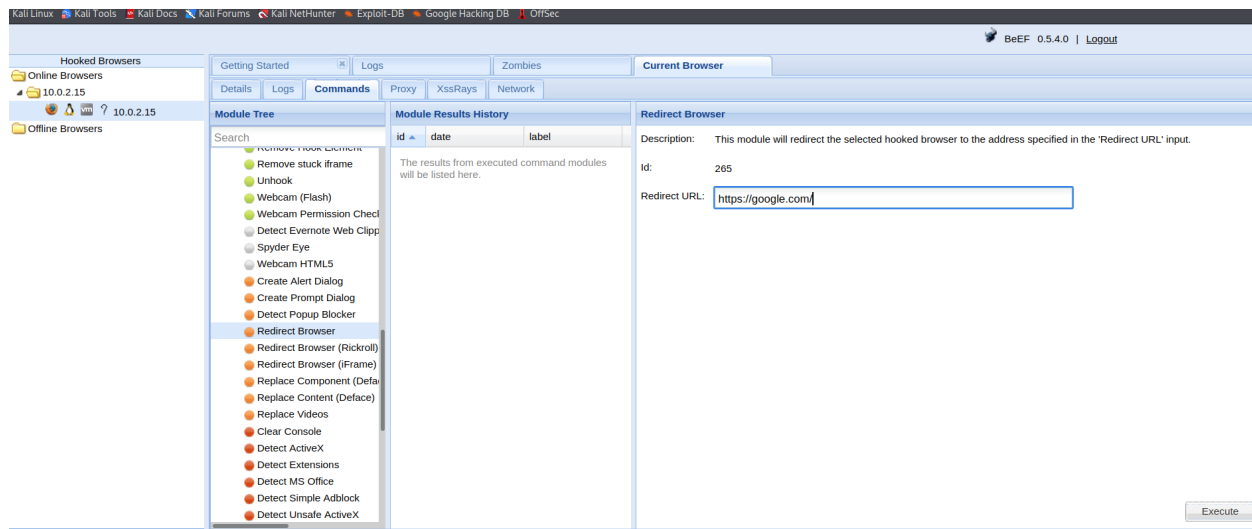 Kali Linux Kali Tools Kali Docs Kali Forums Kali NetHunter Exploit-DB Google Hacking DB OffSec
BeEF 0.5.4.0 | Logout
Hooked Browsers
Online Browsers
10.0.2.15
? 10.0.2.15
Offline Browsers
Getting Started Logs Zombies Current Browser
Details Logs Commands Proxy XssRays Network
Module Tree
Search
Remove Hook Element
Remove stuck iframe
Unhook
Webcam (Flash)
Webcam Permission Check
Detect Evernote Web Clipp
Spyder Eye
Webcam HTML5
Create Alert Dialog
Create Prompt Dialog
Detect Popup Blocker
Redirect Browser
Redirect Browser (Rickroll)
Redirect Browser (iFrame)
Replace Component (Defa
Replace Content (Deface)
Replace Videos
Clear Console
Detect ActiveX
Detect Extensions
Detect MS Office
Detect Simple Adblock
Detect Unsafe ActiveX
Module Results History
id date label
The results from executed command modules
will be listed here.
Redirect Browser
Description: This module will redirect the selected hooked browser to the address specified in the 'Redirect URL' input.
Id: 265
Redirect URL: https://google.com/
Execute